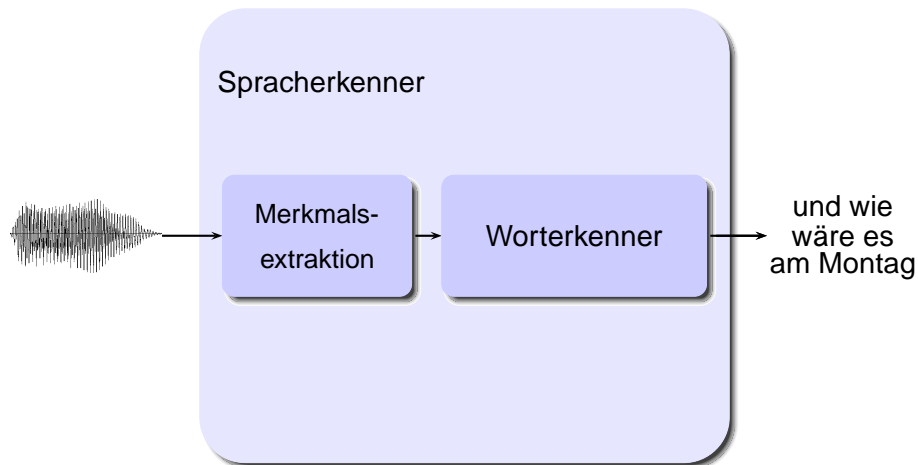 Spracherkenner
Merkmals-
extraktion
Worterkenner
und wie
wäre es
am Montag